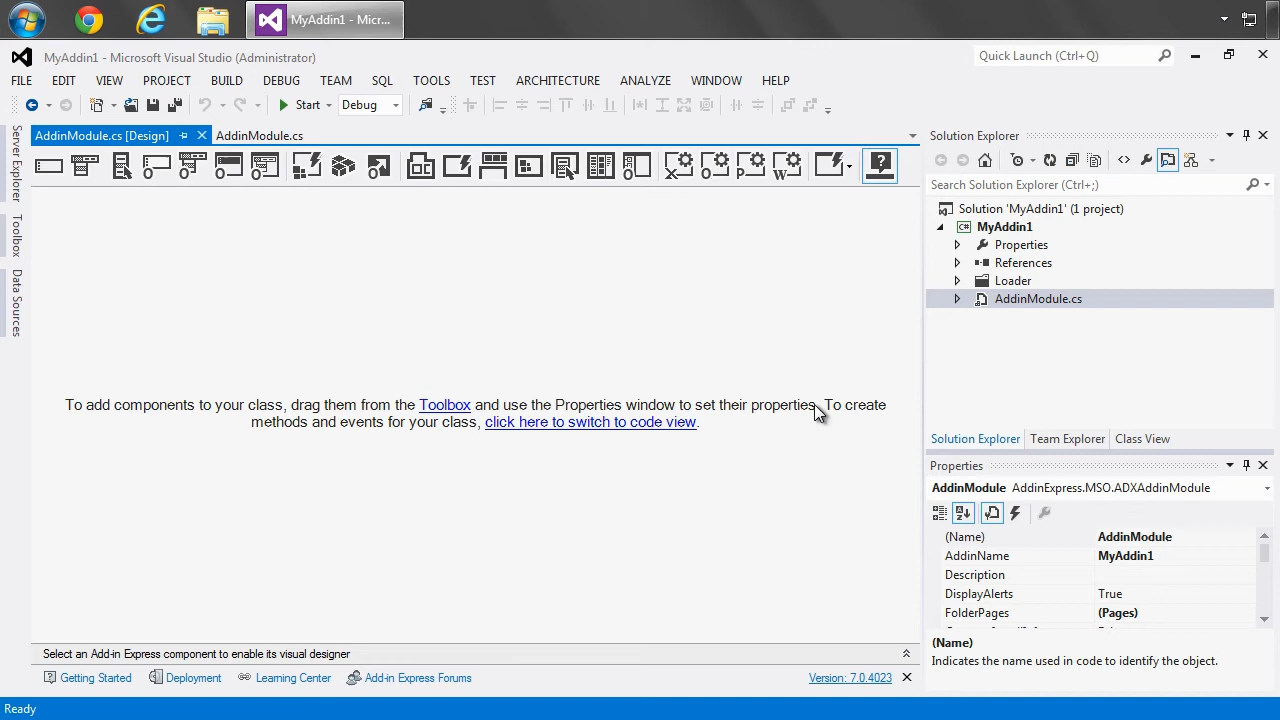 MyAddin1 - Micr...
MyAddin1 - Microsoft Visual Studio (Administrator)
Quick Launch (Ctrl+Q)
FILE EDIT VIEW PROJECT BUILD DEBUG TEAM SQL TOOLS TEST ARCHITECTURE ANALYZE WINDOW HELP
Start Debug
AddinModule.cs [Design] AddinModule.cs
Server Explorer
Toolbox
Data Sources
To add components to your class, drag them from the Toolbox and use the Properties window to set their properties. To create
methods and events for your class, click here to switch to code view.
Select an Add-in Express component to enable its visual designer
Getting Started Deployment Learning Center Add-in Express Forums Version: 7.0.4023
Solution Explorer
Search Solution Explorer (Ctrl+;)
Solution 'MyAddin1' (1 project)
C# MyAddin1
Properties
References
Loader
AddinModule.cs
Solution Explorer Team Explorer Class View
Properties
AddinModule AddinExpress.MSO.ADXAddinModule
(Name) AddinModule
AddinName MyAddin1
Description
DisplayAlerts True
FolderPages (Pages)
(Name)
Indicates the name used in code to identify the object.
Ready